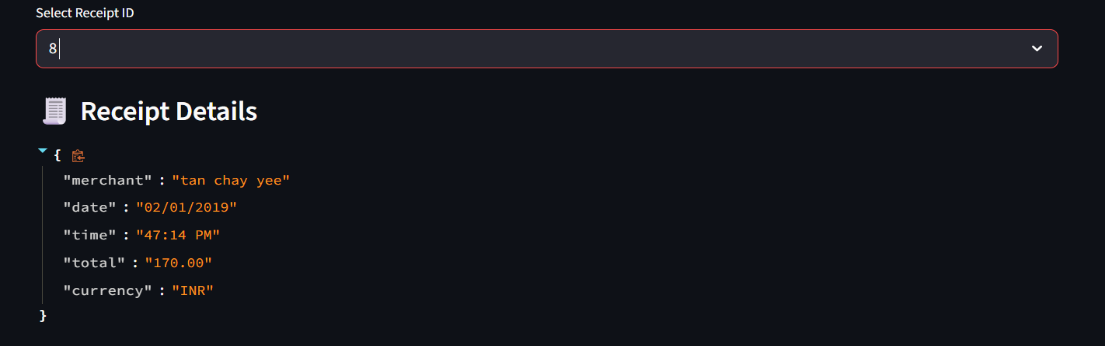 Select Receipt ID
8
Receipt Details
{
"merchant" : "tan chay yee"
"date" : "02/01/2019"
"time" : "47:14 PM"
"total" : "170.00"
"currency" : "INR"
}